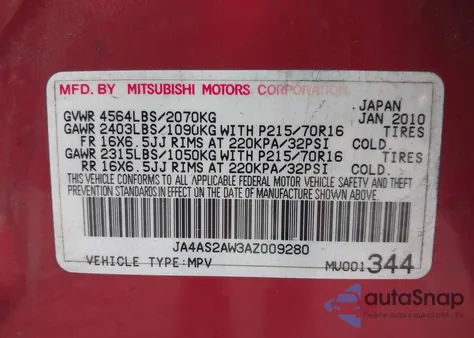 MFD. BY MITSUBISHI MOTORS CORPORATION
JAPAN
GVWR 4564LBS/2070KG JAN 2010
GAWR 2403LBS/1090KG WITH P215/70R16 TIRES
FR 16X6.5JJ RIMS AT 220KPA/32PSI COLD.
GAWR 2315LBS/1050KG WITH P215/70R16 TIRES
RR 16X6.5JJ RIMS AT 220KPA/32PSI COLD.
THIS VEHICLE CONFORMS TO ALL APPLICABLE FEDERAL MOTOR VEHICLE SAFETY AND
THEFT PREVENTION STANDARDS IN EFFECT ON THE DATE OF MANUFACTURE SHOWN ABOVE.
JA4AS2AW3AZ009280
VEHICLE TYPE:MPV MU001344
autoSnap